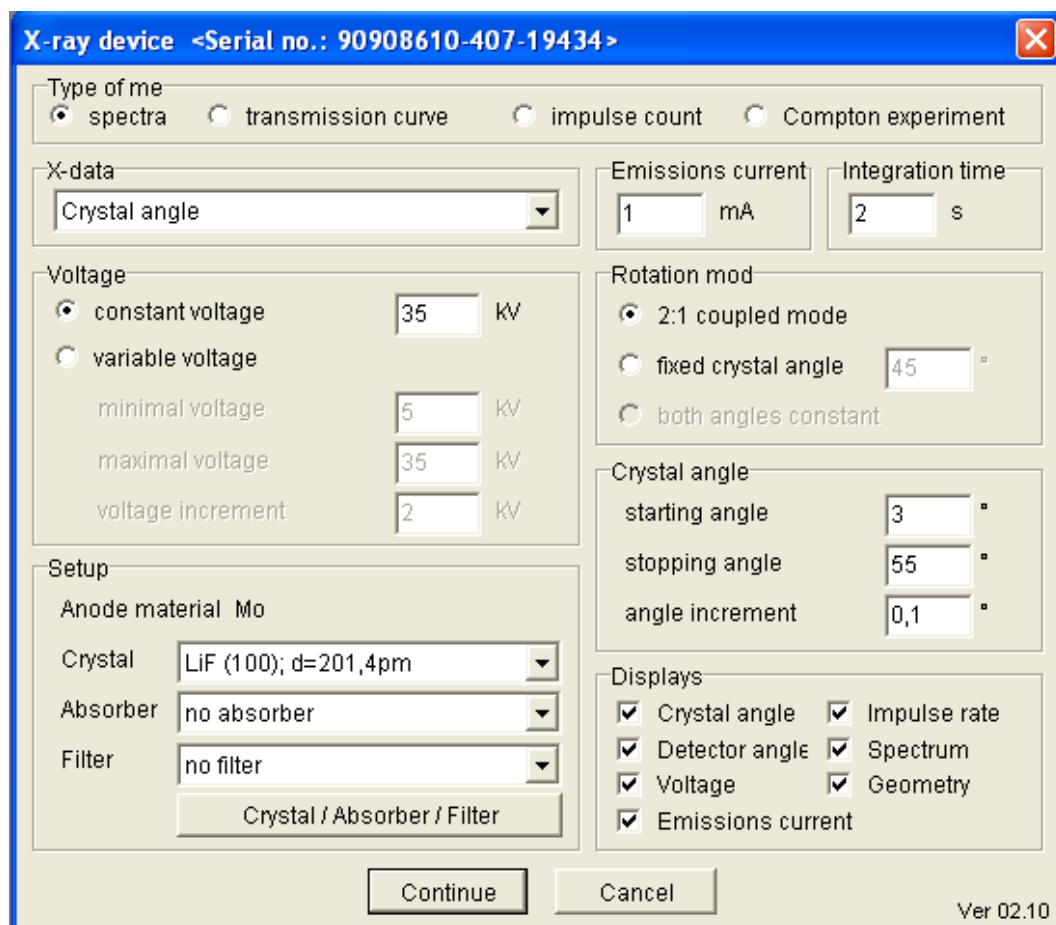 X-ray device <Serial no.: 90908610-407-19434>
Type of me
spectra transmission curve impulse count Compton experiment
X-data
Crystal angle
Emissions current
1 mA
Integration time
2 s
Voltage
constant voltage 35 kV
variable voltage
minimal voltage 5 kV
maximal voltage 35 kV
voltage increment 2 kV
Rotation mod
2:1 coupled mode
fixed crystal angle 45 °
both angles constant
Crystal angle
starting angle 3 °
stopping angle 55 °
angle increment 0,1 °
Setup
Anode material Mo
Crystal LiF (100); d=201,4pm
Absorber no absorber
Filter no filter
Crystal / Absorber / Filter
Displays
Crystal angle Impulse rate
Detector angle Spectrum
Voltage Geometry
Emissions current
Continue Cancel
Ver 02.10